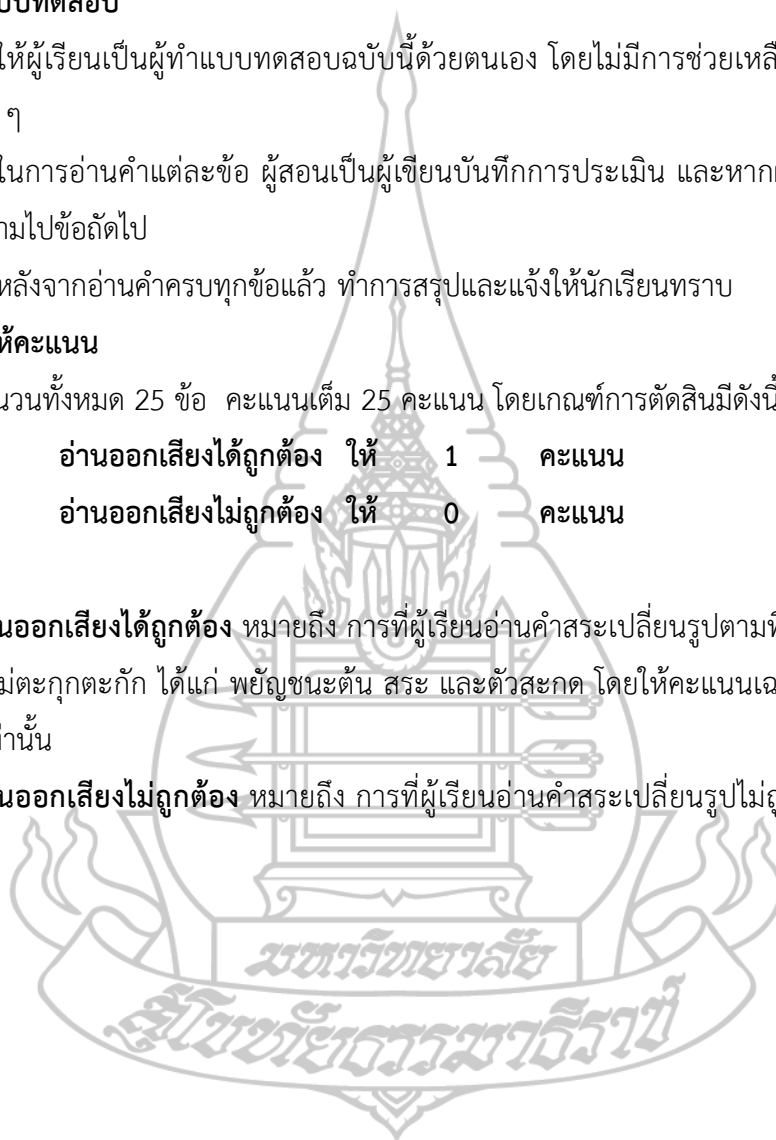 บบทดสอบ
ให้ผู้เรียนเป็นผู้ทำแบบทดสอบฉบับนี้ด้วยตนเอง โดยไม่มีการช่วยเหลื
ๆ
ในการอ่านคำแต่ละข้อ ผู้สอนเป็นผู้เขียนบันทึกการประเมิน และหาก
ามไปข้อถัดไป
หลังจากอ่านคำครบทุกข้อแล้ว ทำการสรุปและแจ้งให้นักเรียนทราบ
ห้คะแนน
นวนทั้งหมด 25 ข้อ คะแนนเต็ม 25 คะแนน โดยเกณฑ์การตัดสินมีดังนี้
อ่านออกเสียงได้ถูกต้อง ให้ 1 คะแนน
อ่านออกเสียงไม่ถูกต้อง ให้ 0 คะแนน
นออกเสียงได้ถูกต้อง หมายถึง การที่ผู้เรียนอ่านคำสระเปลี่ยนรูปตามที
ม่ตะกุกตะกัก ได้แก่ พยัญชนะต้น สระ และตัวสะกด โดยให้คะแนนเฉ
ท่านั้น
นออกเสียงไม่ถูกต้อง หมายถึง การที่ผู้เรียนอ่านคำสระเปลี่ยนรูปไม่ถู
มหาวิทยาลัย
สุโขทัยธรรมาธิราช